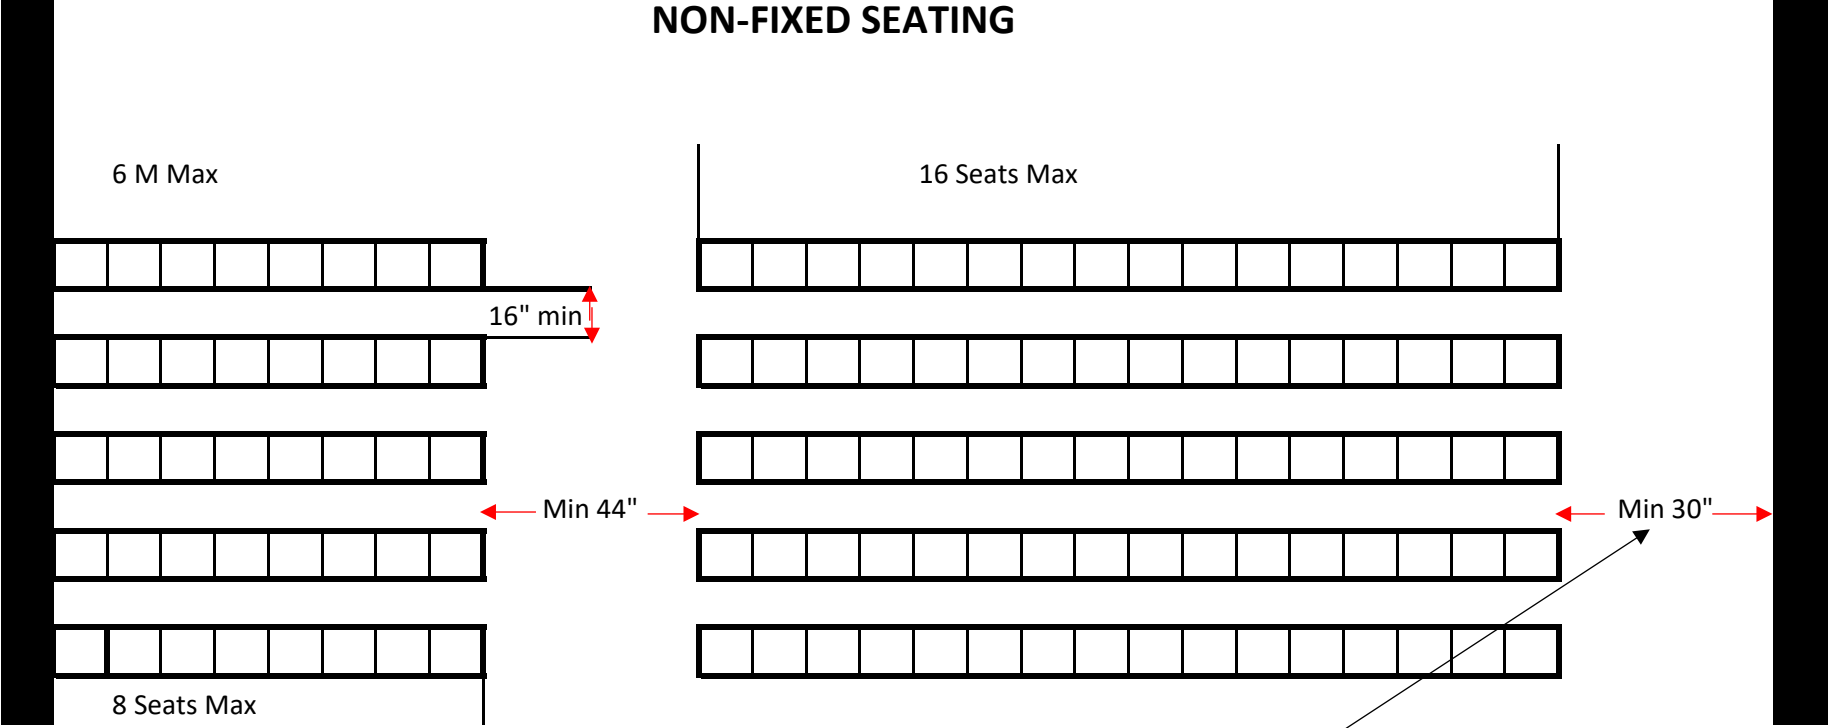 NON-FIXED SEATING
6 M Max
16 Seats Max
16" min
Min 44"
Min 30"
8 Seats Max